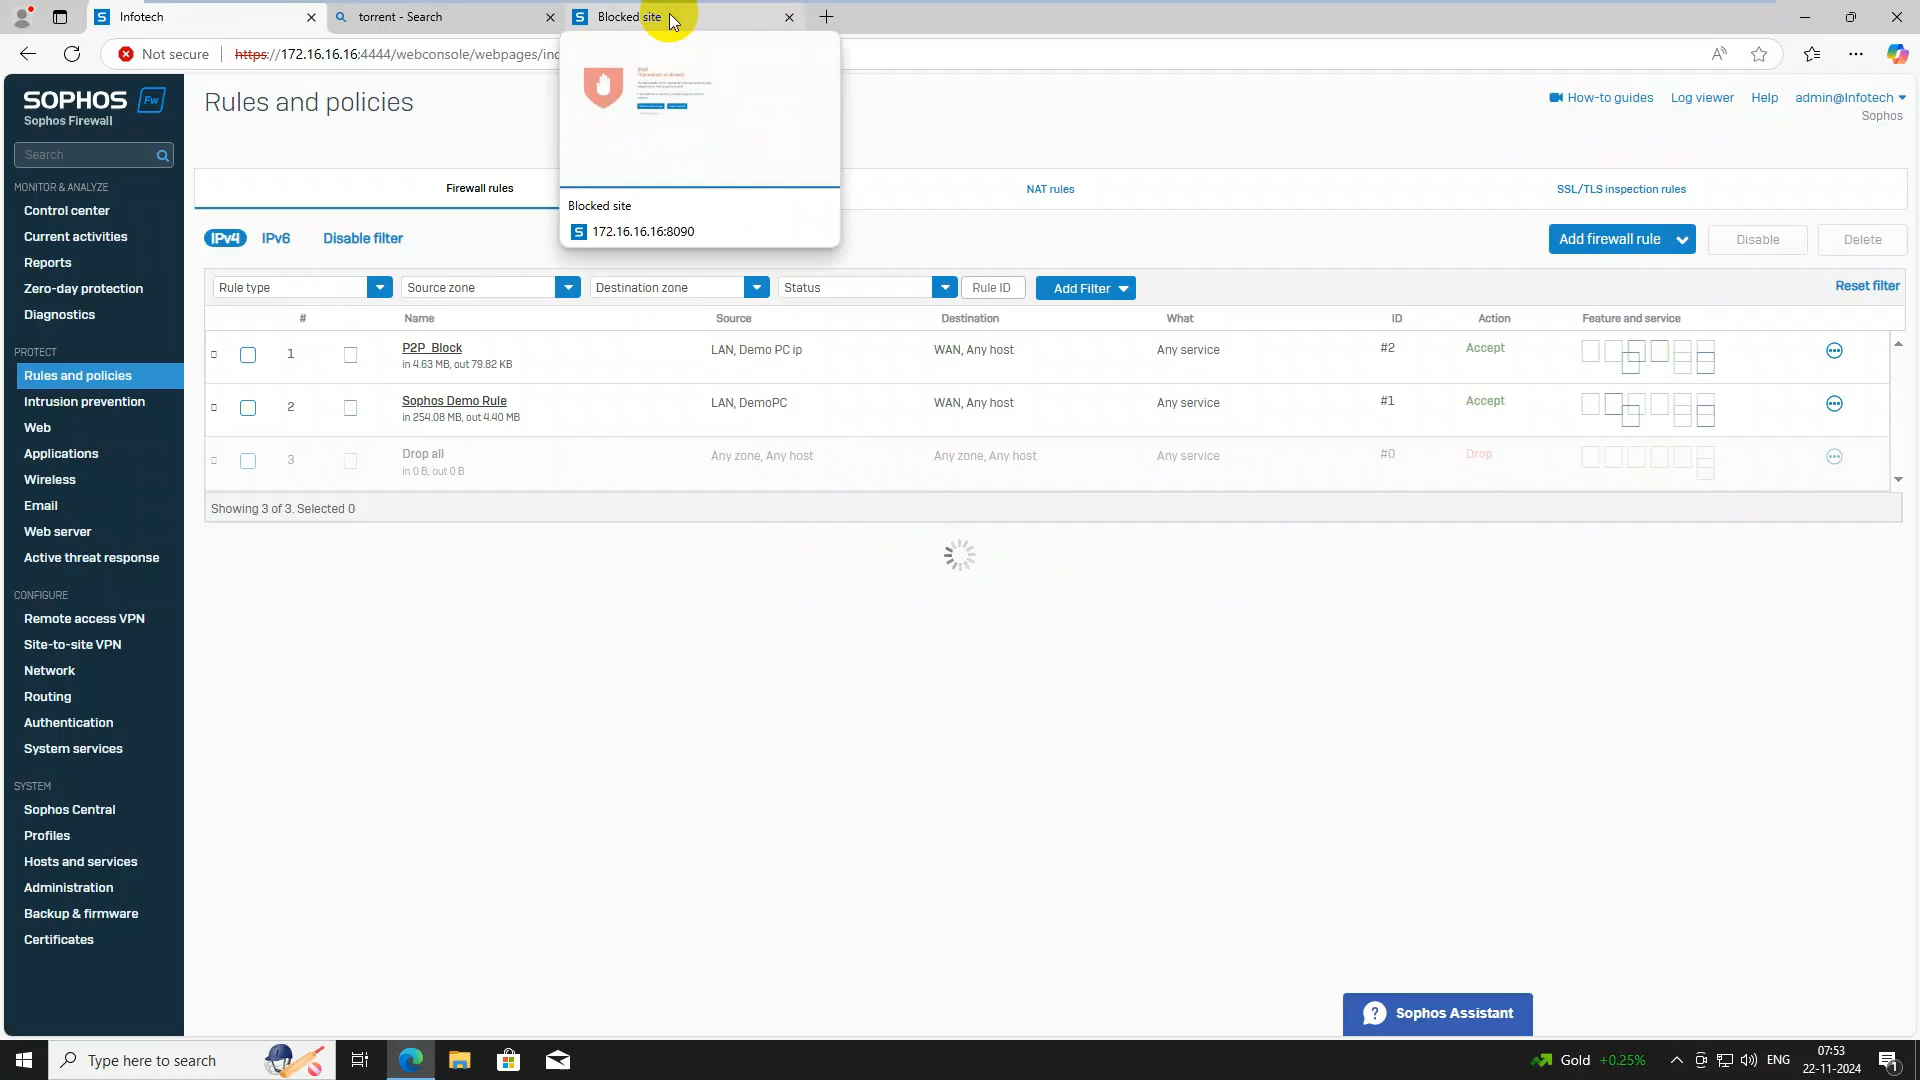 Infotech
torrent - Search
Blocked site
Not secure
https://172.16.16.16:4444/webconsole/webpages/inc
SOPHOS Fw
Sophos Firewall
Search
MONITOR & ANALYZE
Control center
Current activities
Reports
Zero-day protection
Diagnostics
PROTECT
Rules and policies
Intrusion prevention
Web
Applications
Wireless
Email
Web server
Active threat response
CONFIGURE
Remote access VPN
Site-to-site VPN
Network
Routing
Authentication
System services
SYSTEM
Sophos Central
Profiles
Hosts and services
Administration
Backup & firmware
Certificates
Rules and policies
How-to guides Log viewer Help admin@Infotech
Sophos
Blocked site
172.16.16.16:8090
Firewall rules NAT rules SSL/TLS inspection rules
IPv4 IPv6 Disable filter
Add firewall rule Disable Delete
Rule type Source zone Destination zone Status Rule ID Add Filter Reset filter
# Name Source Destination What ID Action Feature and service
1 P2P_Block LAN, Demo PC ip WAN, Any host Any service #2 Accept
in 4.63 MB, out 79.82 KB
2 Sophos Demo Rule LAN, DemoPC WAN, Any host Any service #1 Accept
in 254.08 MB, out 4.40 MB
3 Drop all Any zone, Any host Any zone, Any host Any service #0 Drop
in 0 B, out 0 B
Showing 3 of 3. Selected 0
Sophos Assistant
Type here to search
Gold +0.25%
ENG
07:53
22-11-2024
1